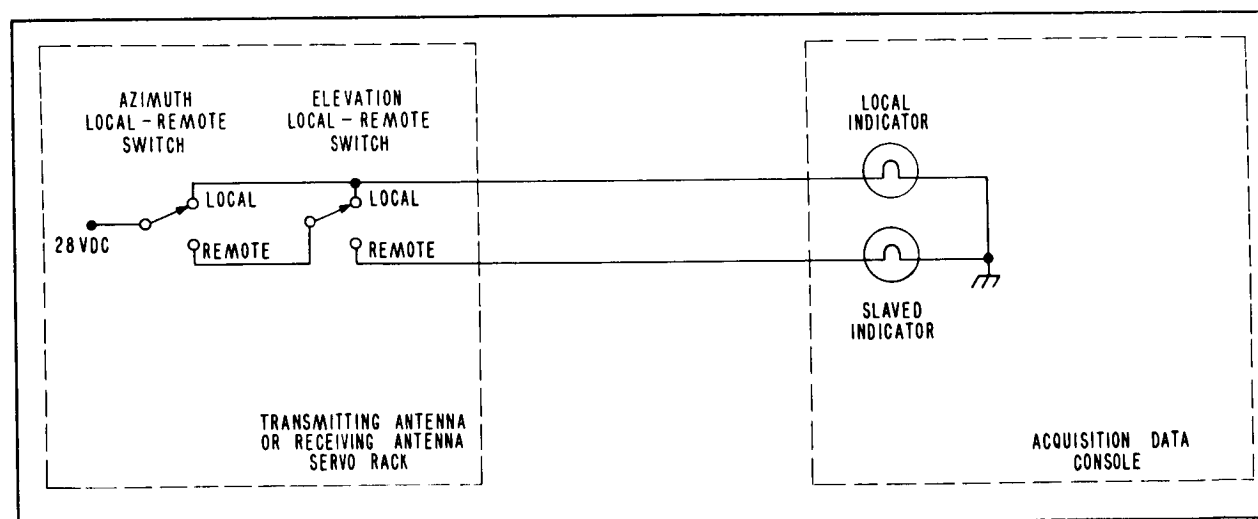 AZIMUTH
LOCAL-REMOTE
SWITCH
ELEVATION
LOCAL-REMOTE
SWITCH
LOCAL
INDICATOR
LOCAL
LOCAL
28 VDC
REMOTE
REMOTE
SLAVED
INDICATOR
TRANSMITTING ANTENNA
OR RECEIVING ANTENNA
SERVO RACK
ACQUISITION DATA
CONSOLE